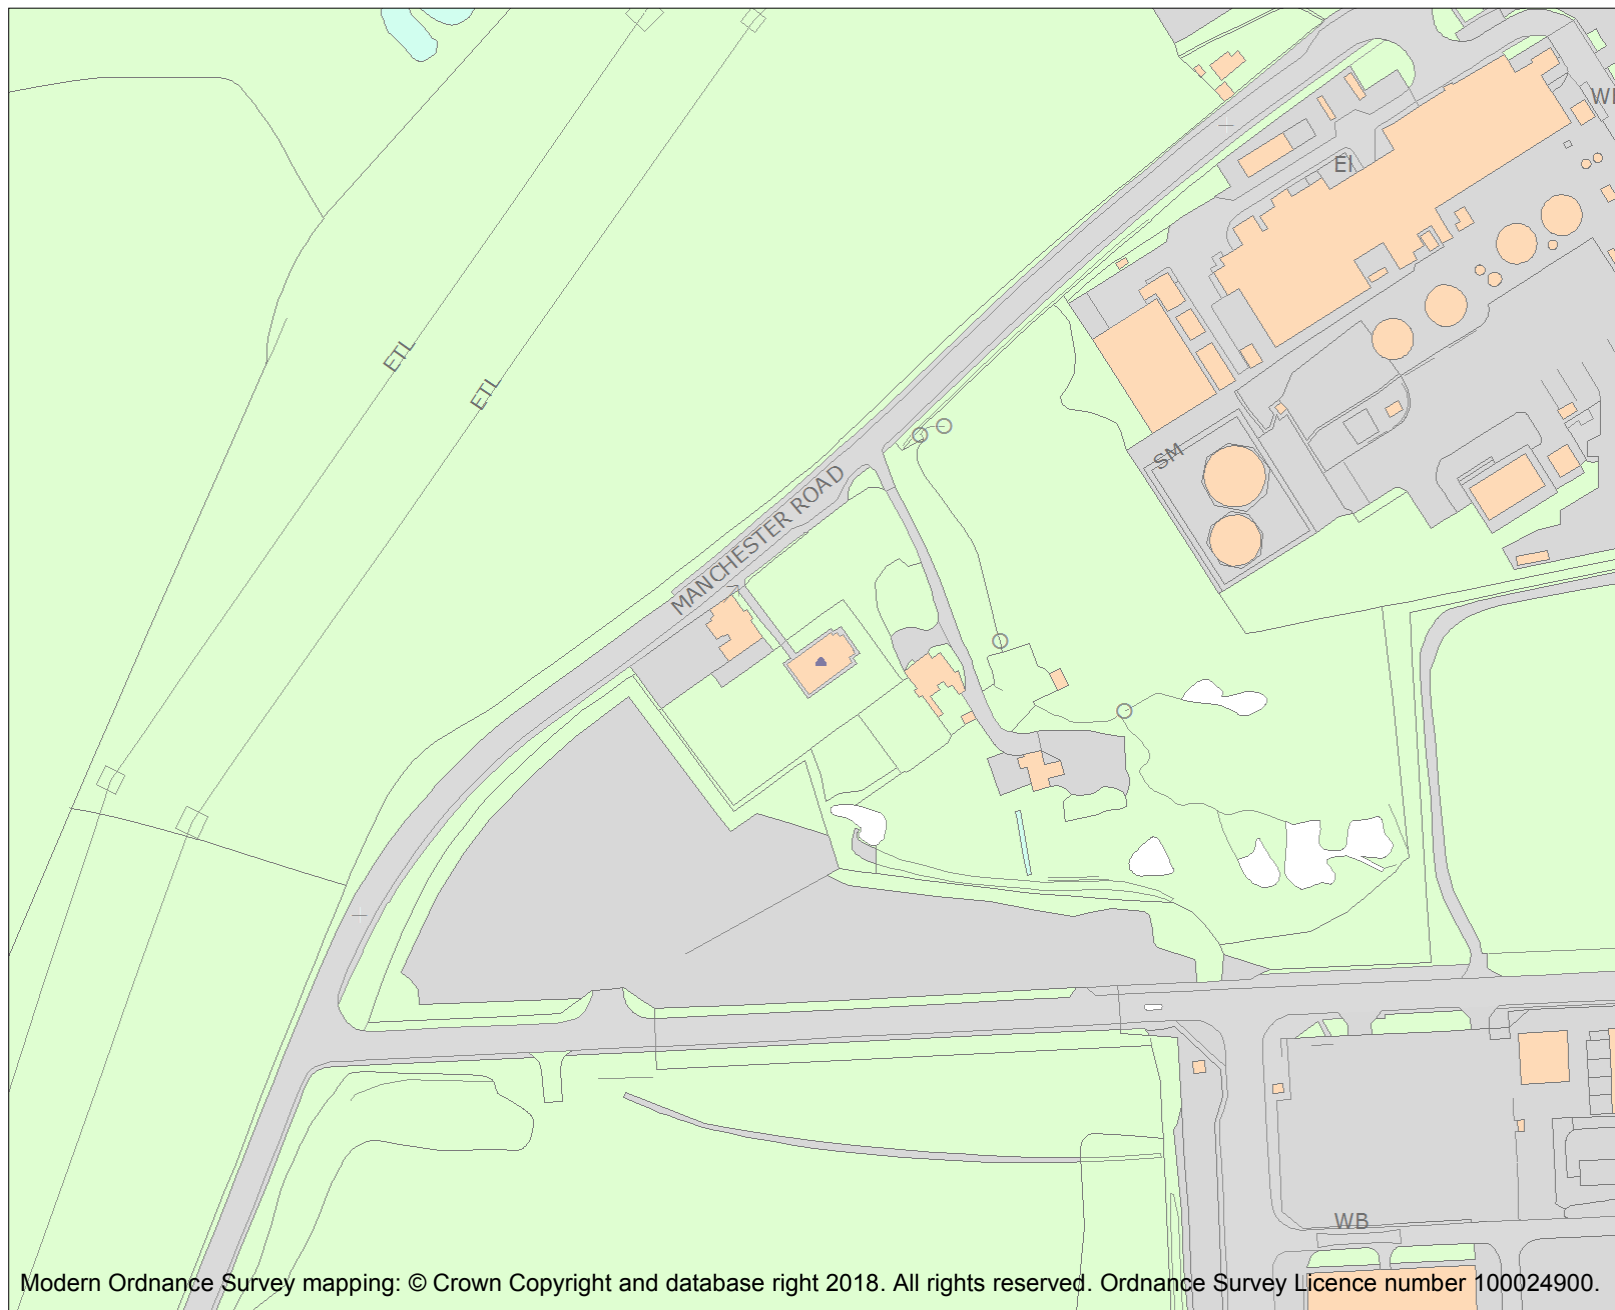 WI
EI
ETL
ETL
SM
MANCHESTER ROAD
WB
Modern Ordnance Survey mapping: © Crown Copyright and database right 2018. All rights reserved. Ordnance Survey Licence number 100024900.